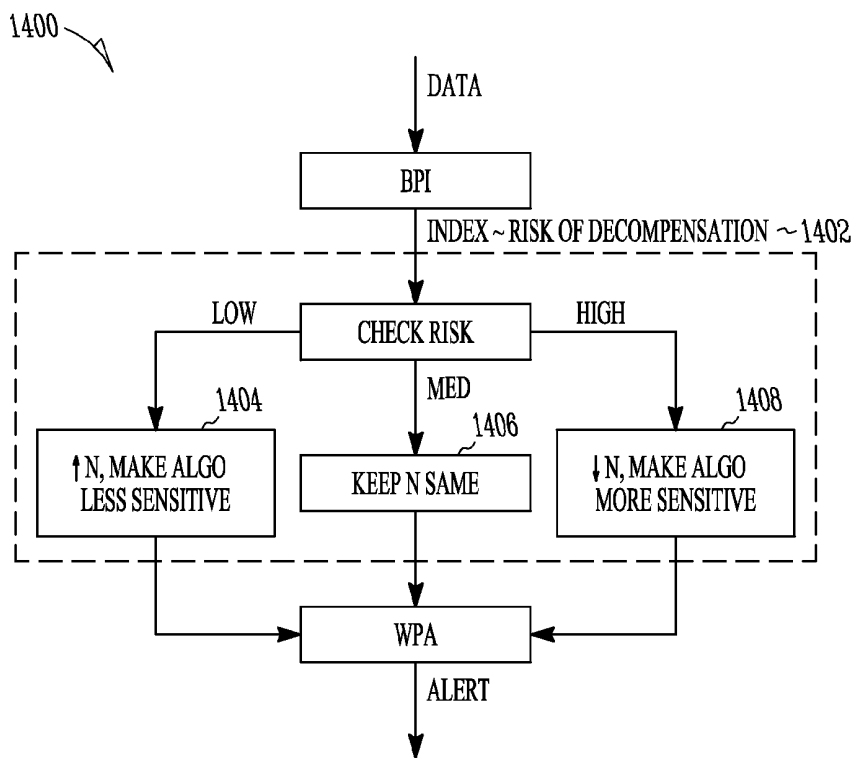 1400
DATA
BPI
INDEX ~ RISK OF DECOMPENSATION ~1402
LOW
CHECK RISK
HIGH
MED
1404
1406
1408
↑ N, MAKE ALGO
LESS SENSITIVE
KEEP N SAME
↓ N, MAKE ALGO
MORE SENSITIVE
WPA
ALERT